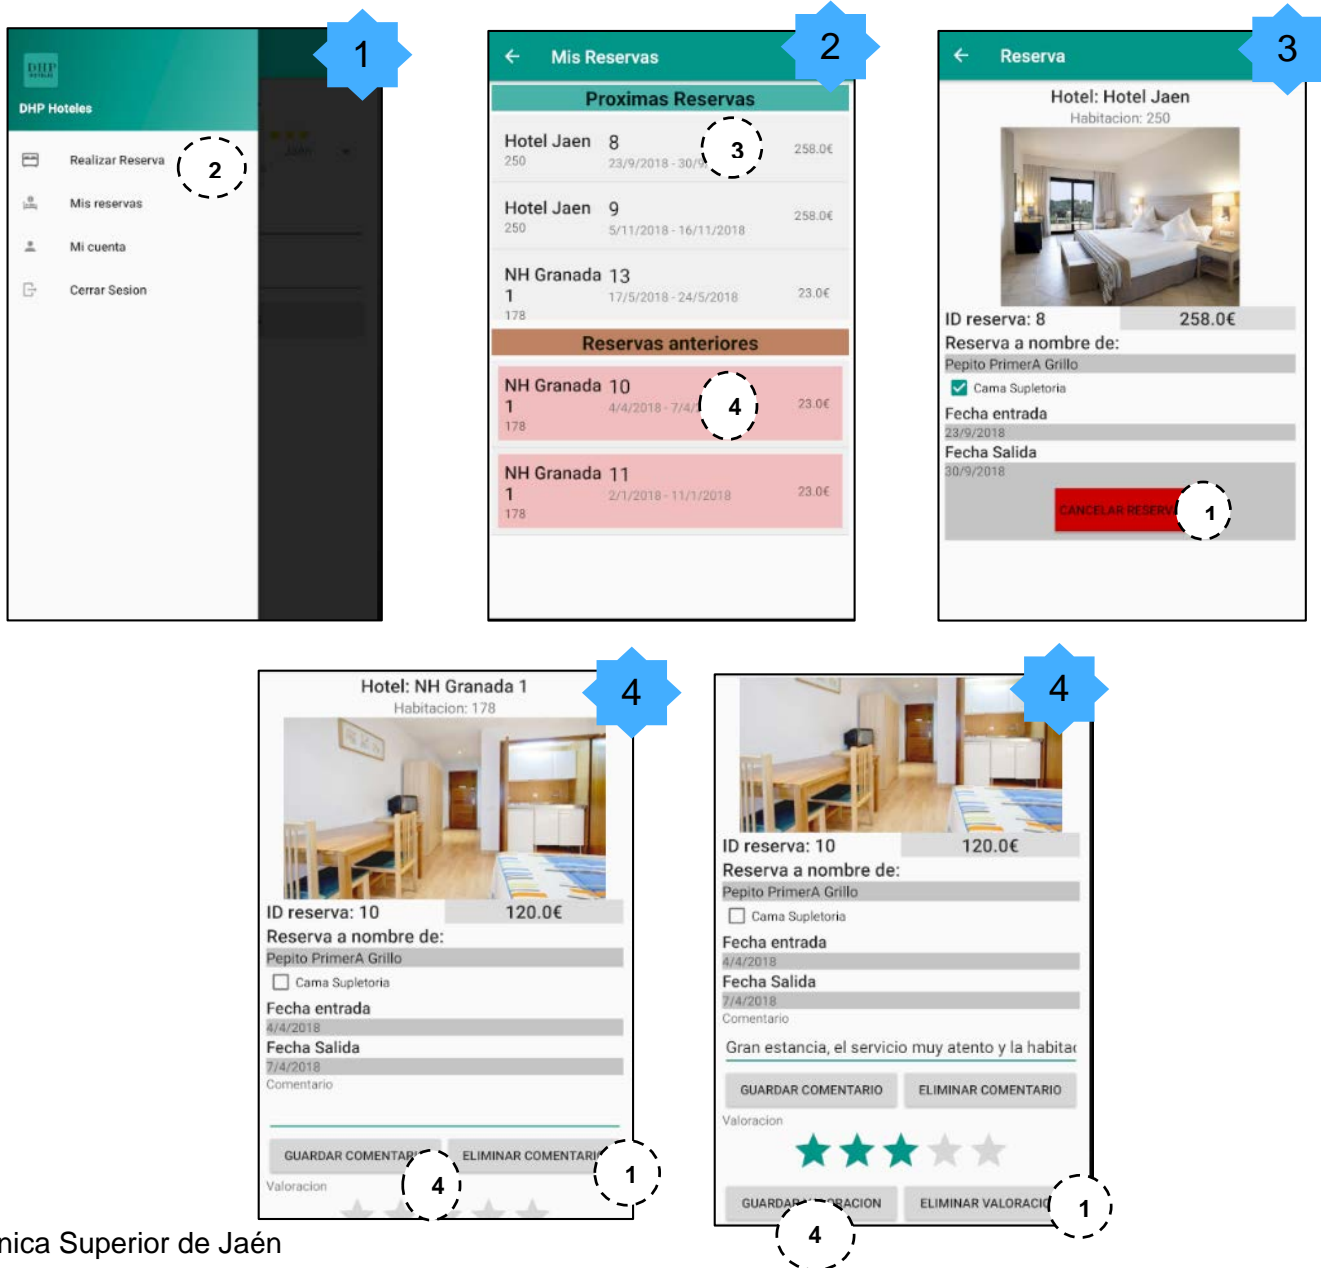 1
DHP
HOTELES
DHP Hoteles
Realizar Reserva
2
Mis reservas
Mi cuenta
Cerrar Sesion
Jaén
2
Mis Reservas
Proximas Reservas
Hotel Jaen 8
250 23/9/2018 - 30/9/
3
258.0€
Hotel Jaen 9
250 5/11/2018 - 16/11/2018
258.0€
NH Granada 13
1 17/5/2018 - 24/5/2018 23.0€
178
Reservas anteriores
NH Granada 10
1 4/4/2018 - 7/4/ 23.0€
4
178
NH Granada 11
1 2/1/2018 - 11/1/2018 23.0€
178
3
Reserva
Hotel: Hotel Jaen
Habitacion: 250
ID reserva: 8 258.0€
Reserva a nombre de:
Pepito PrimerA Grillo
Cama Supletoria
Fecha entrada
23/9/2018
Fecha Salida
30/9/2018
CANCELAR RESERV
1
4
Hotel: NH Granada 1
Habitacion: 178
ID reserva: 10 120.0€
Reserva a nombre de:
Pepito PrimerA Grillo
Cama Supletoria
Fecha entrada
4/4/2018
Fecha Salida
7/4/2018
Comentario
GUARDAR COMENTARI ELIMINAR COMENTARI
4
1
Valoracion
4
ID reserva: 10 120.0€
Reserva a nombre de:
Pepito PrimerA Grillo
Cama Supletoria
Fecha entrada
4/4/2018
Fecha Salida
7/4/2018
Comentario
Gran estancia, el servicio muy atento y la habitac
GUARDAR COMENTARIO ELIMINAR COMENTARIO
Valoracion
GUARDAR VALORACION ELIMINAR VALORACIO
4
1
nica Superior de Jaén